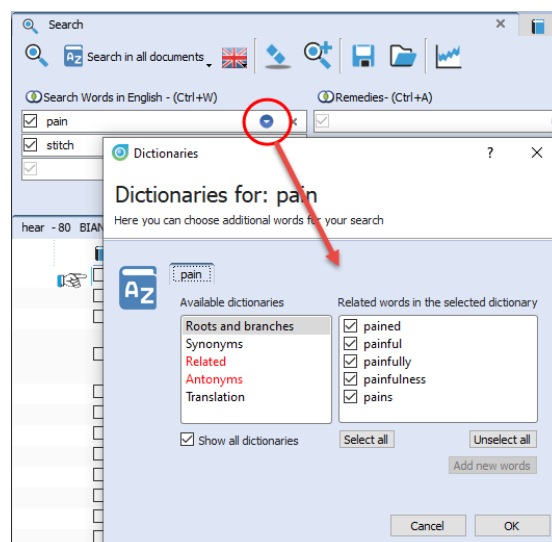 Search
AZ Search in all documents
Search Words in English - (Ctrl+W)
Remedies- (Ctrl+A)
pain
stitch
Dictionaries
Dictionaries for: pain
Here you can choose additional words for your search
hear - 80 BIAN
AZ
pain
Available dictionaries
Related words in the selected dictionary
Roots and branches
Synonyms
Related
Antonyms
Translation
pained
painful
painfully
painfulness
pains
Show all dictionaries
Select all
Unselect all
Add new words
Cancel
OK